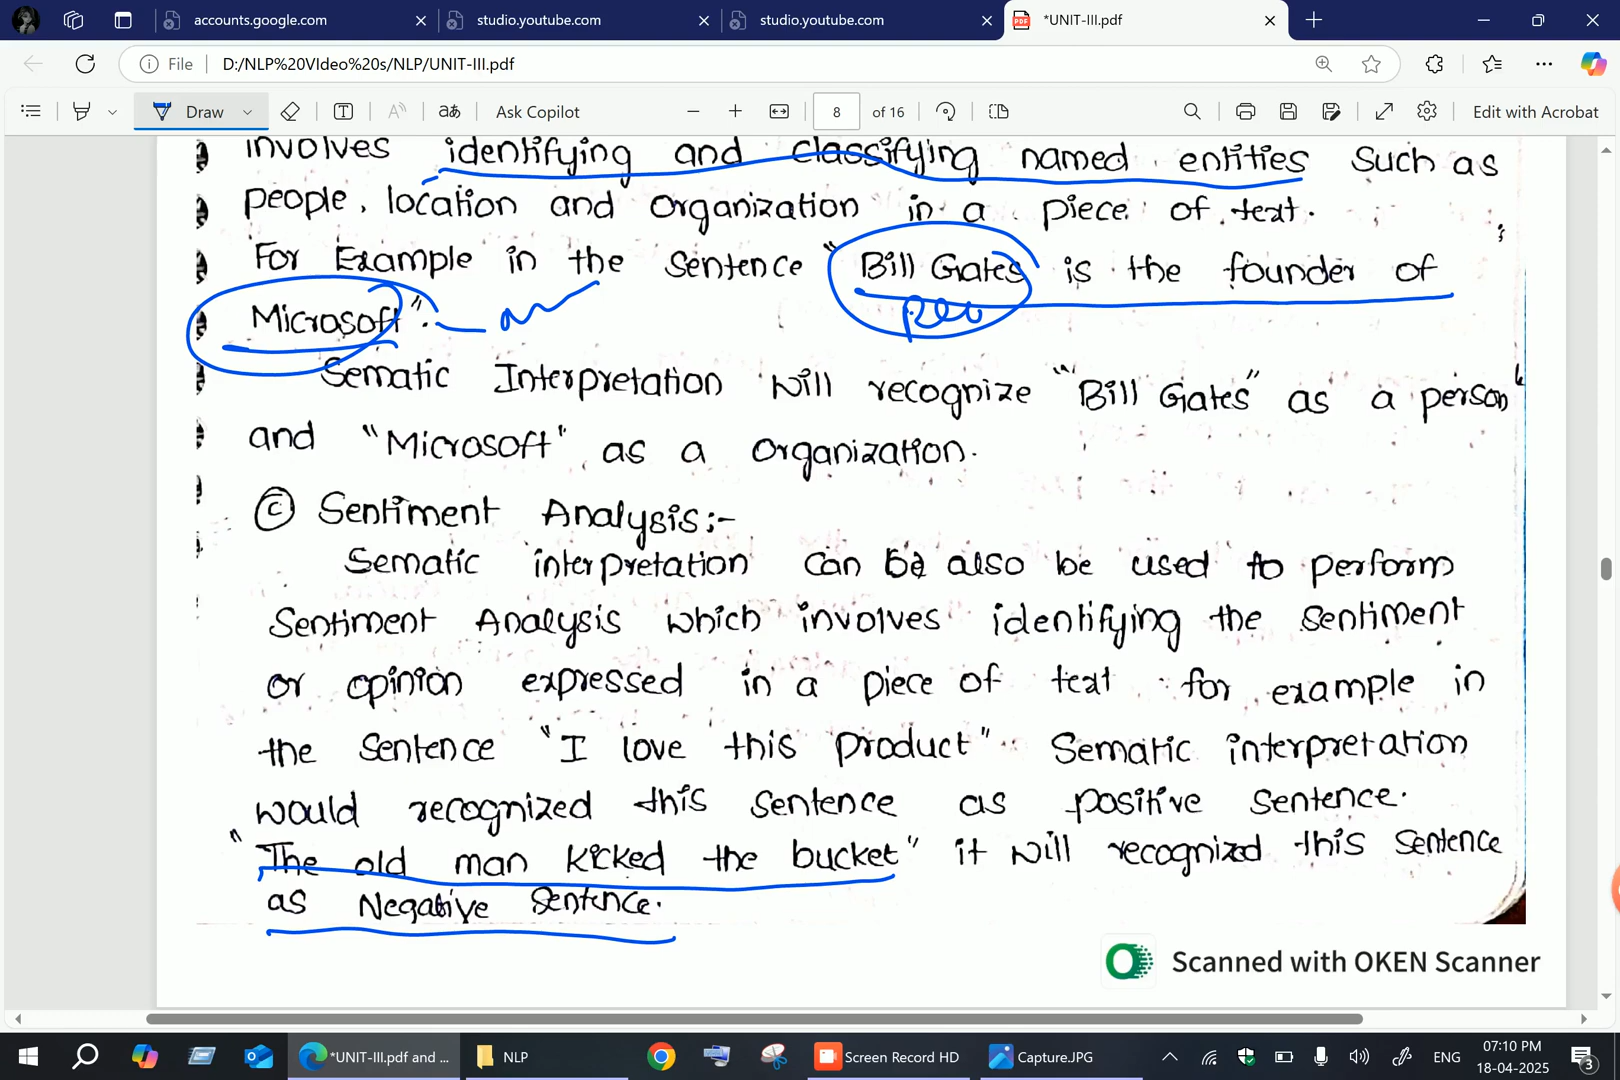 accounts.google.com
studio.youtube.com
studio.youtube.com
*UNIT-III.pdf
File
D:/NLP%20VIdeo%20s/NLP/UNIT-III.pdf
Draw
Ask Copilot
8 of 16
Edit with Acrobat
involves identifying and classifying named entities such as
people, location and Organization in a piece of text.
For Example in the sentence "Bill Gates is the founder of
Microsoft".
Sematic Interpretation will recognize "Bill Gates" as a person
and "Microsoft" as a Organization.
© Sentiment Analysis:-
Sematic interpretation Can be also be used to perform
Sentiment Analysis which involves identifying the sentiment
or opinion expressed in a piece of text for example in
the Sentence "I love this product" Sematic interpretation
would recognized this sentence as positive sentence.
"The old man kicked the bucket" it will recognized this sentence
as Negative Sentence.
Scanned with OKEN Scanner
*UNIT-III.pdf and ...
NLP
Screen Record HD
Capture.JPG
ENG
07:10 PM
18-04-2025
3